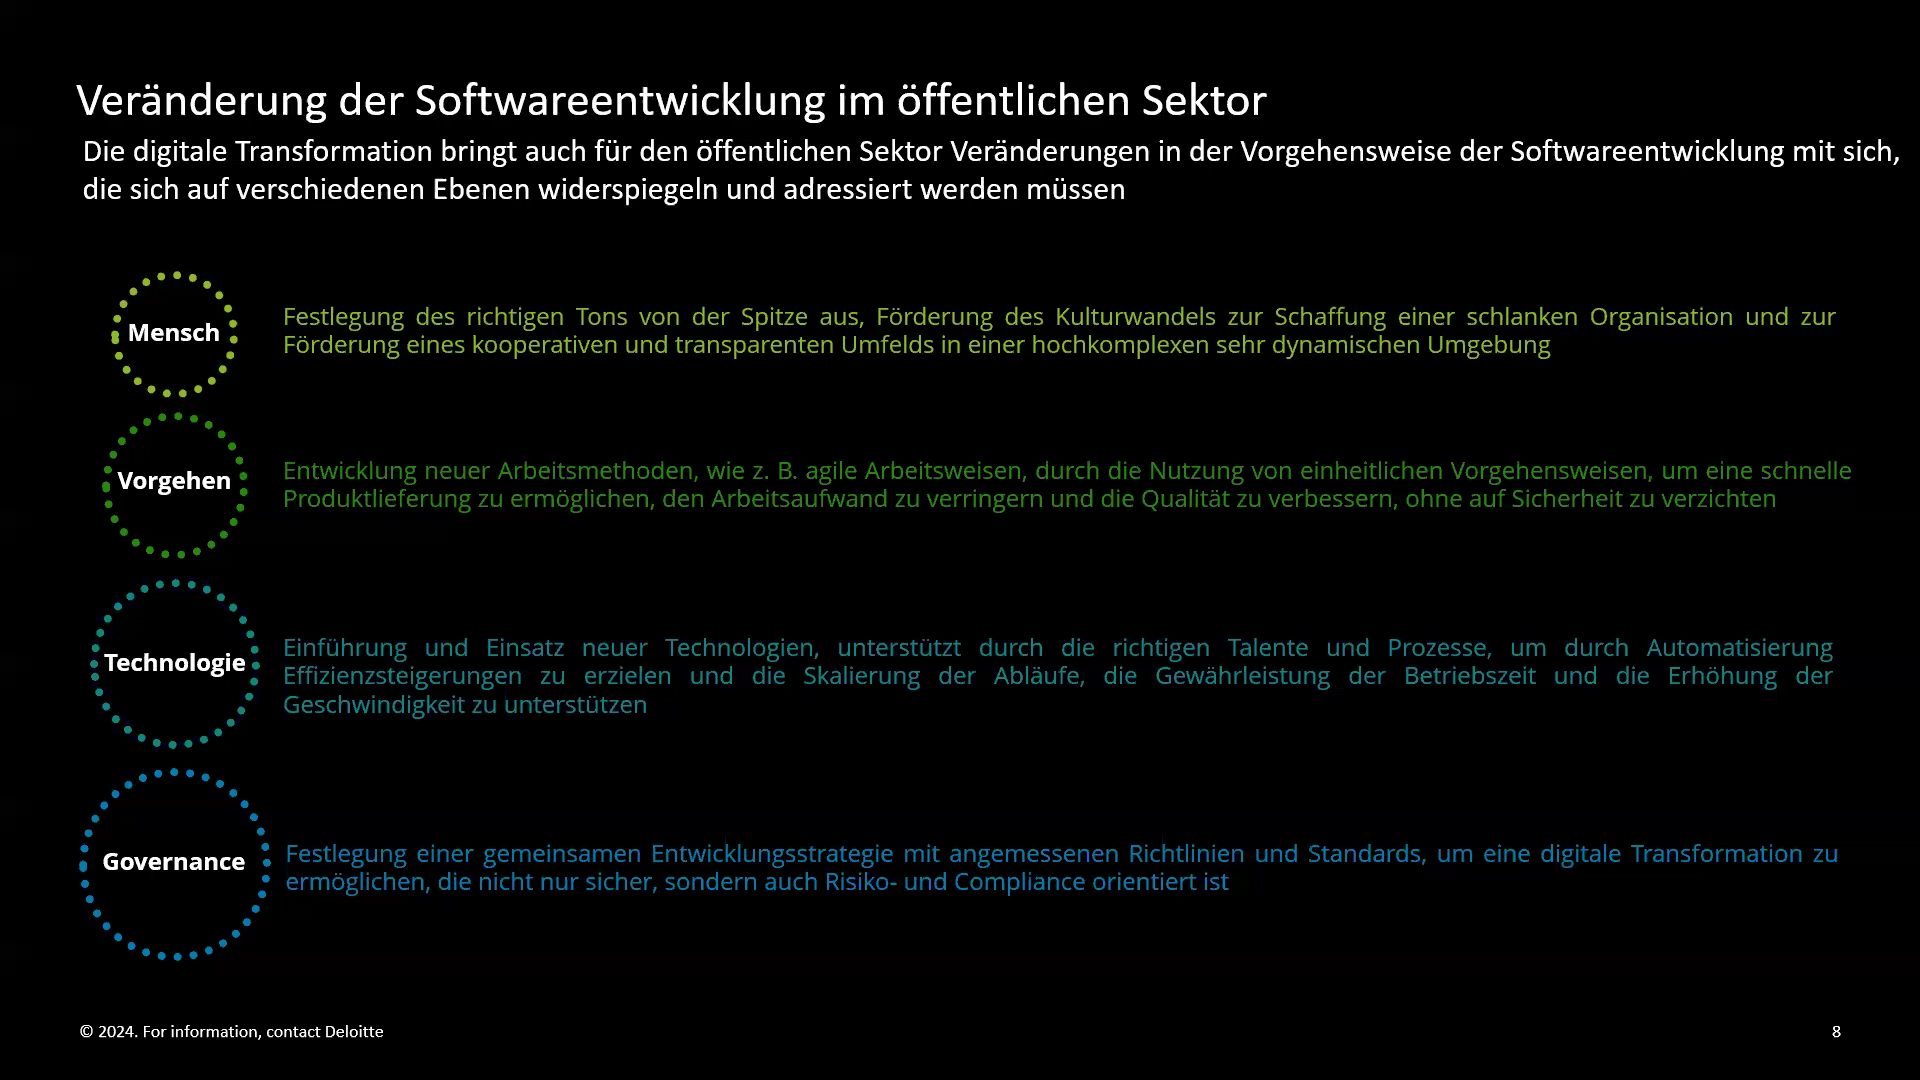 Veränderung der Softwareentwicklung im öffentlichen Sektor
Die digitale Transformation bringt auch für den öffentlichen Sektor Veränderungen in der Vorgehensweise der Softwareentwicklung mit sich,
die sich auf verschiedenen Ebenen widerspiegeln und adressiert werden müssen
Mensch
Festlegung des richtigen Tons von der Spitze aus, Förderung des Kulturwandels zur Schaffung einer schlanken Organisation und zur
Förderung eines kooperativen und transparenten Umfelds in einer hochkomplexen sehr dynamischen Umgebung
Vorgehen
Entwicklung neuer Arbeitsmethoden, wie z. B. agile Arbeitsweisen, durch die Nutzung von einheitlichen Vorgehensweisen, um eine schnelle
Produktlieferung zu ermöglichen, den Arbeitsaufwand zu verringern und die Qualität zu verbessern, ohne auf Sicherheit zu verzichten
Technologie
Einführung und Einsatz neuer Technologien, unterstützt durch die richtigen Talente und Prozesse, um durch Automatisierung
Effizienzsteigerungen zu erzielen und die Skalierung der Abläufe, die Gewährleistung der Betriebszeit und die Erhöhung der
Geschwindigkeit zu unterstützen
Governance
Festlegung einer gemeinsamen Entwicklungsstrategie mit angemessenen Richtlinien und Standards, um eine digitale Transformation zu
ermöglichen, die nicht nur sicher, sondern auch Risiko- und Compliance orientiert ist
© 2024. For information, contact Deloitte
8